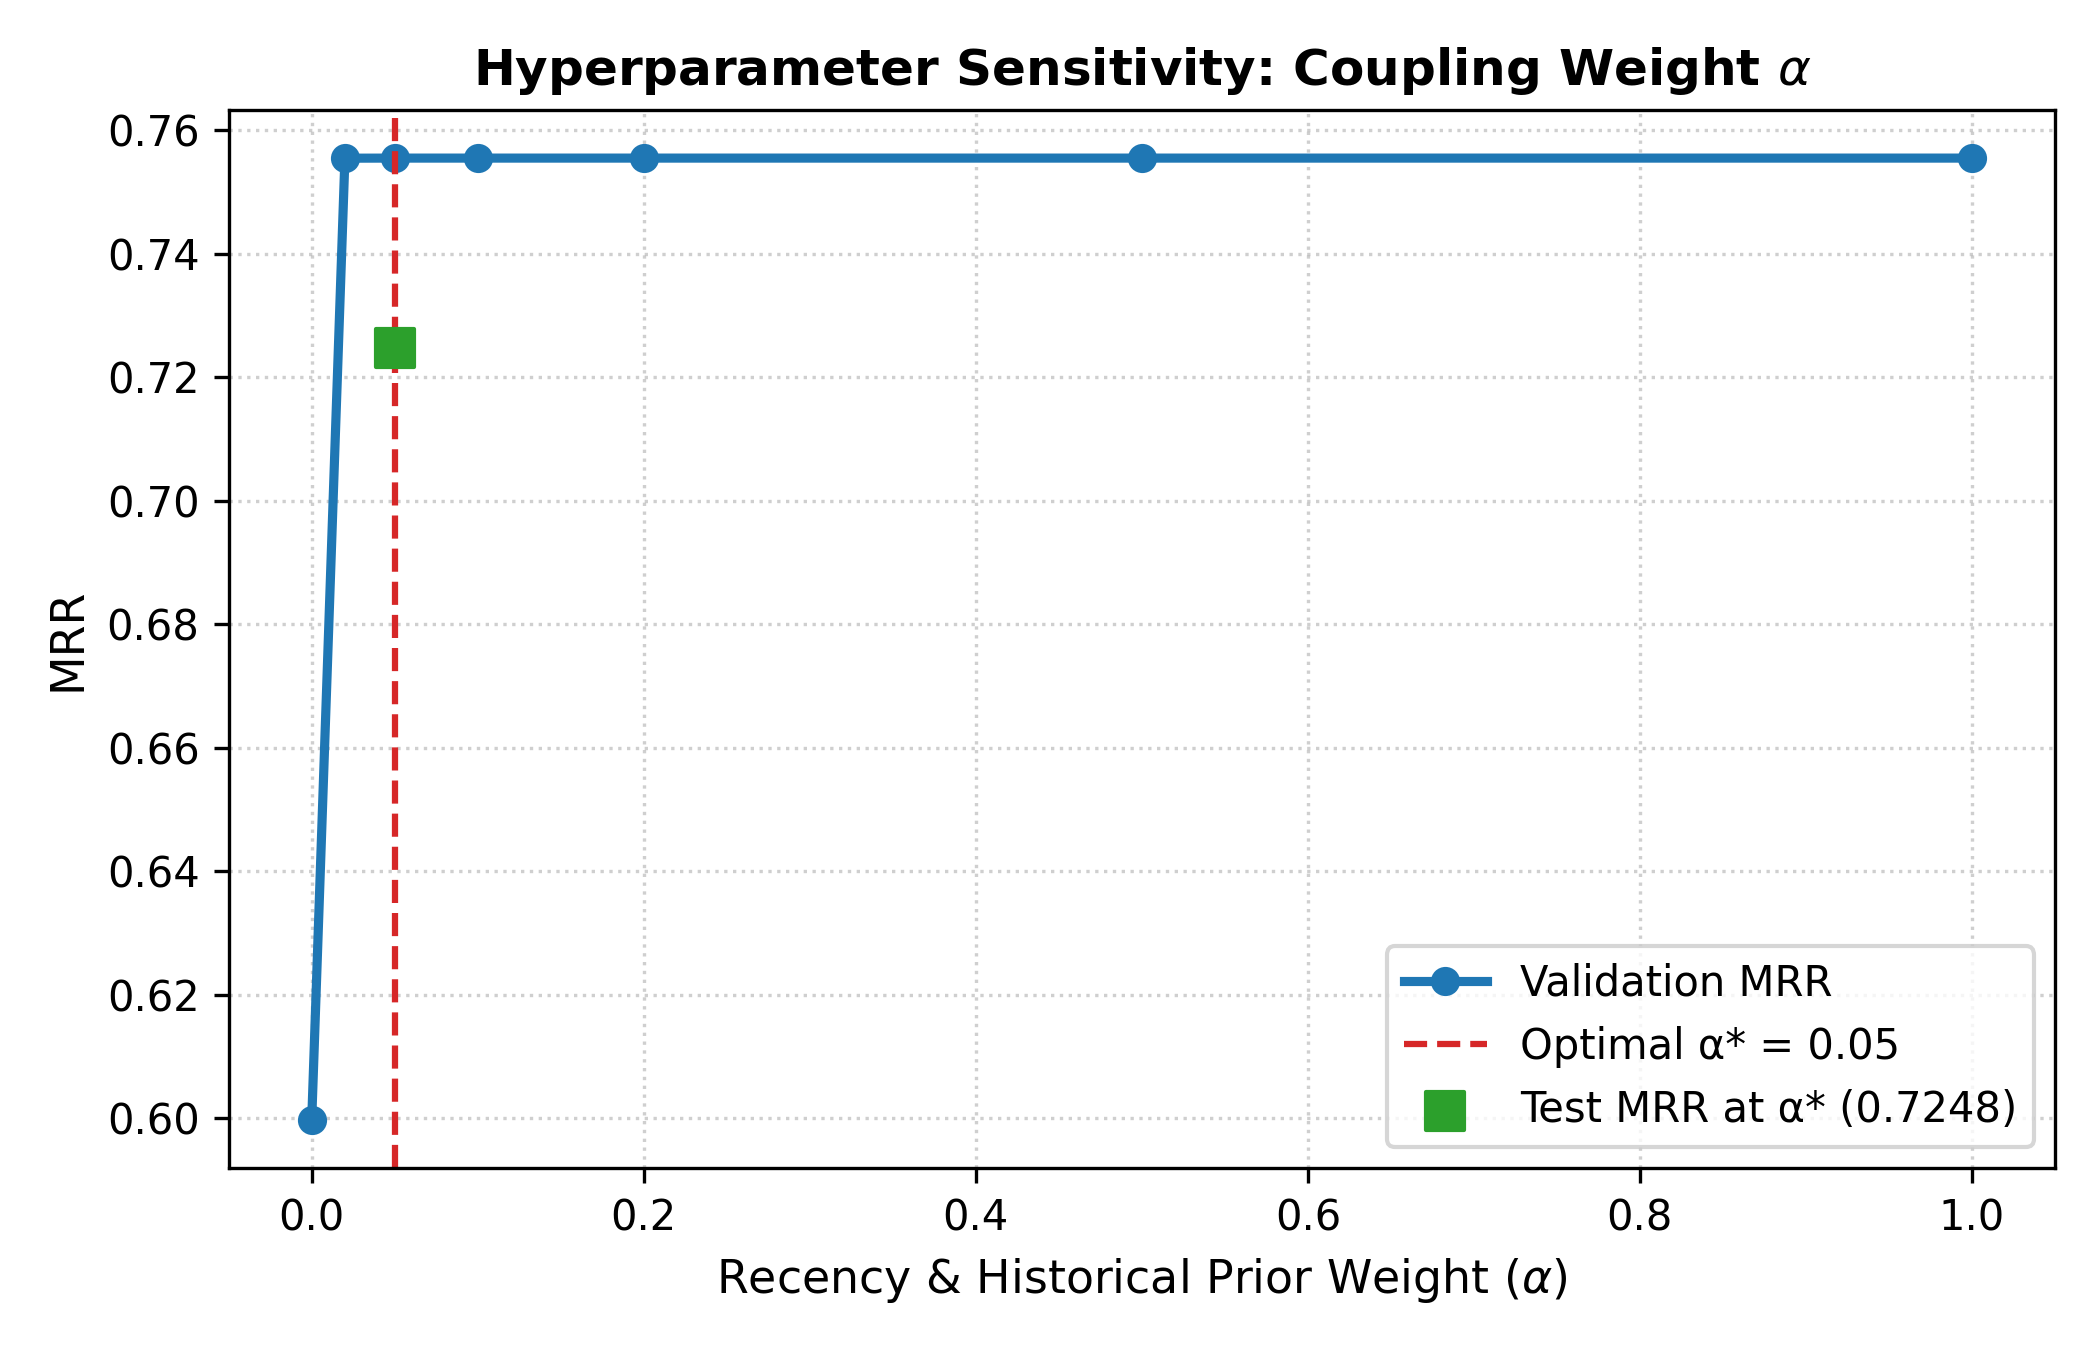 Hyperparameter Sensitivity: Coupling Weight α
0.76
0.74
0.72
0.70
0.68
0.66
0.64
0.62
0.60
MRR
Validation MRR
Optimal α* = 0.05
Test MRR at α* (0.7248)
0.0 0.2 0.4 0.6 0.8 1.0
Recency & Historical Prior Weight (α)